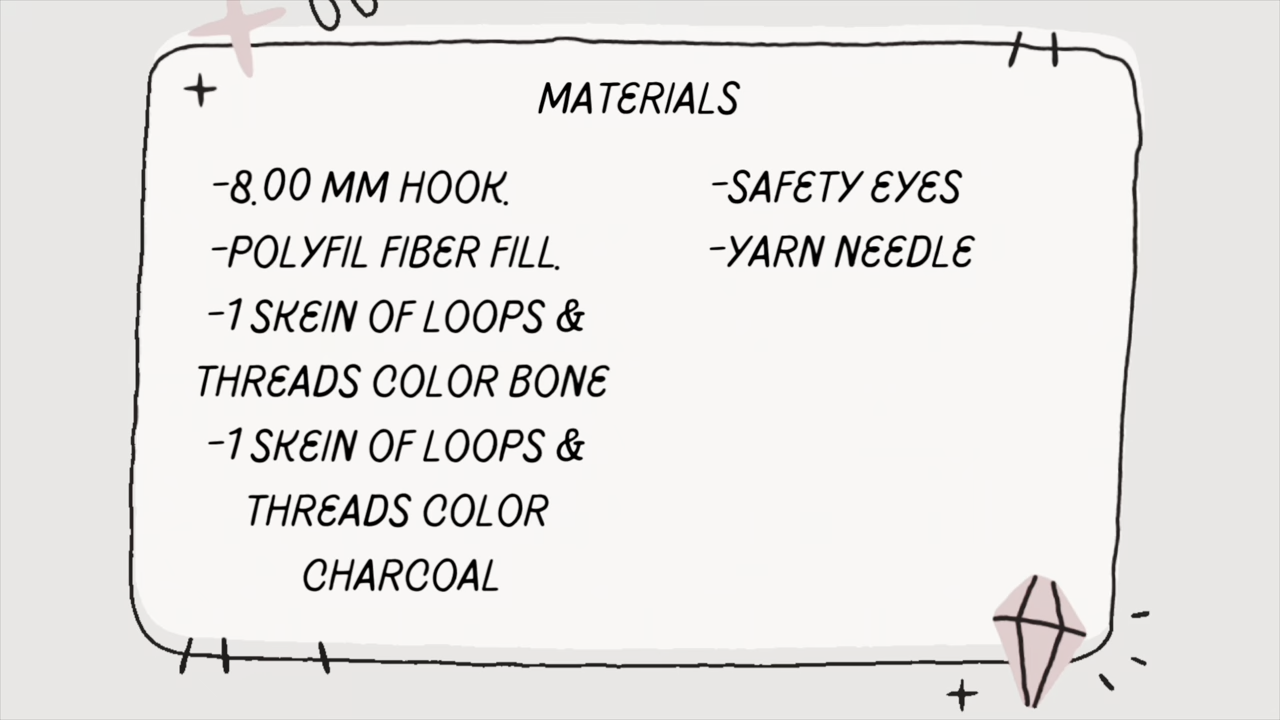 MATERIALS
-8.00 MM HOOK.
-POLYFIL FIBER FILL.
-1 SKEIN OF LOOPS &
THREADS COLOR BONE
-1 SKEIN OF LOOPS &
THREADS COLOR
CHARCOAL
-SAFETY EYES
-YARN NEEDLE